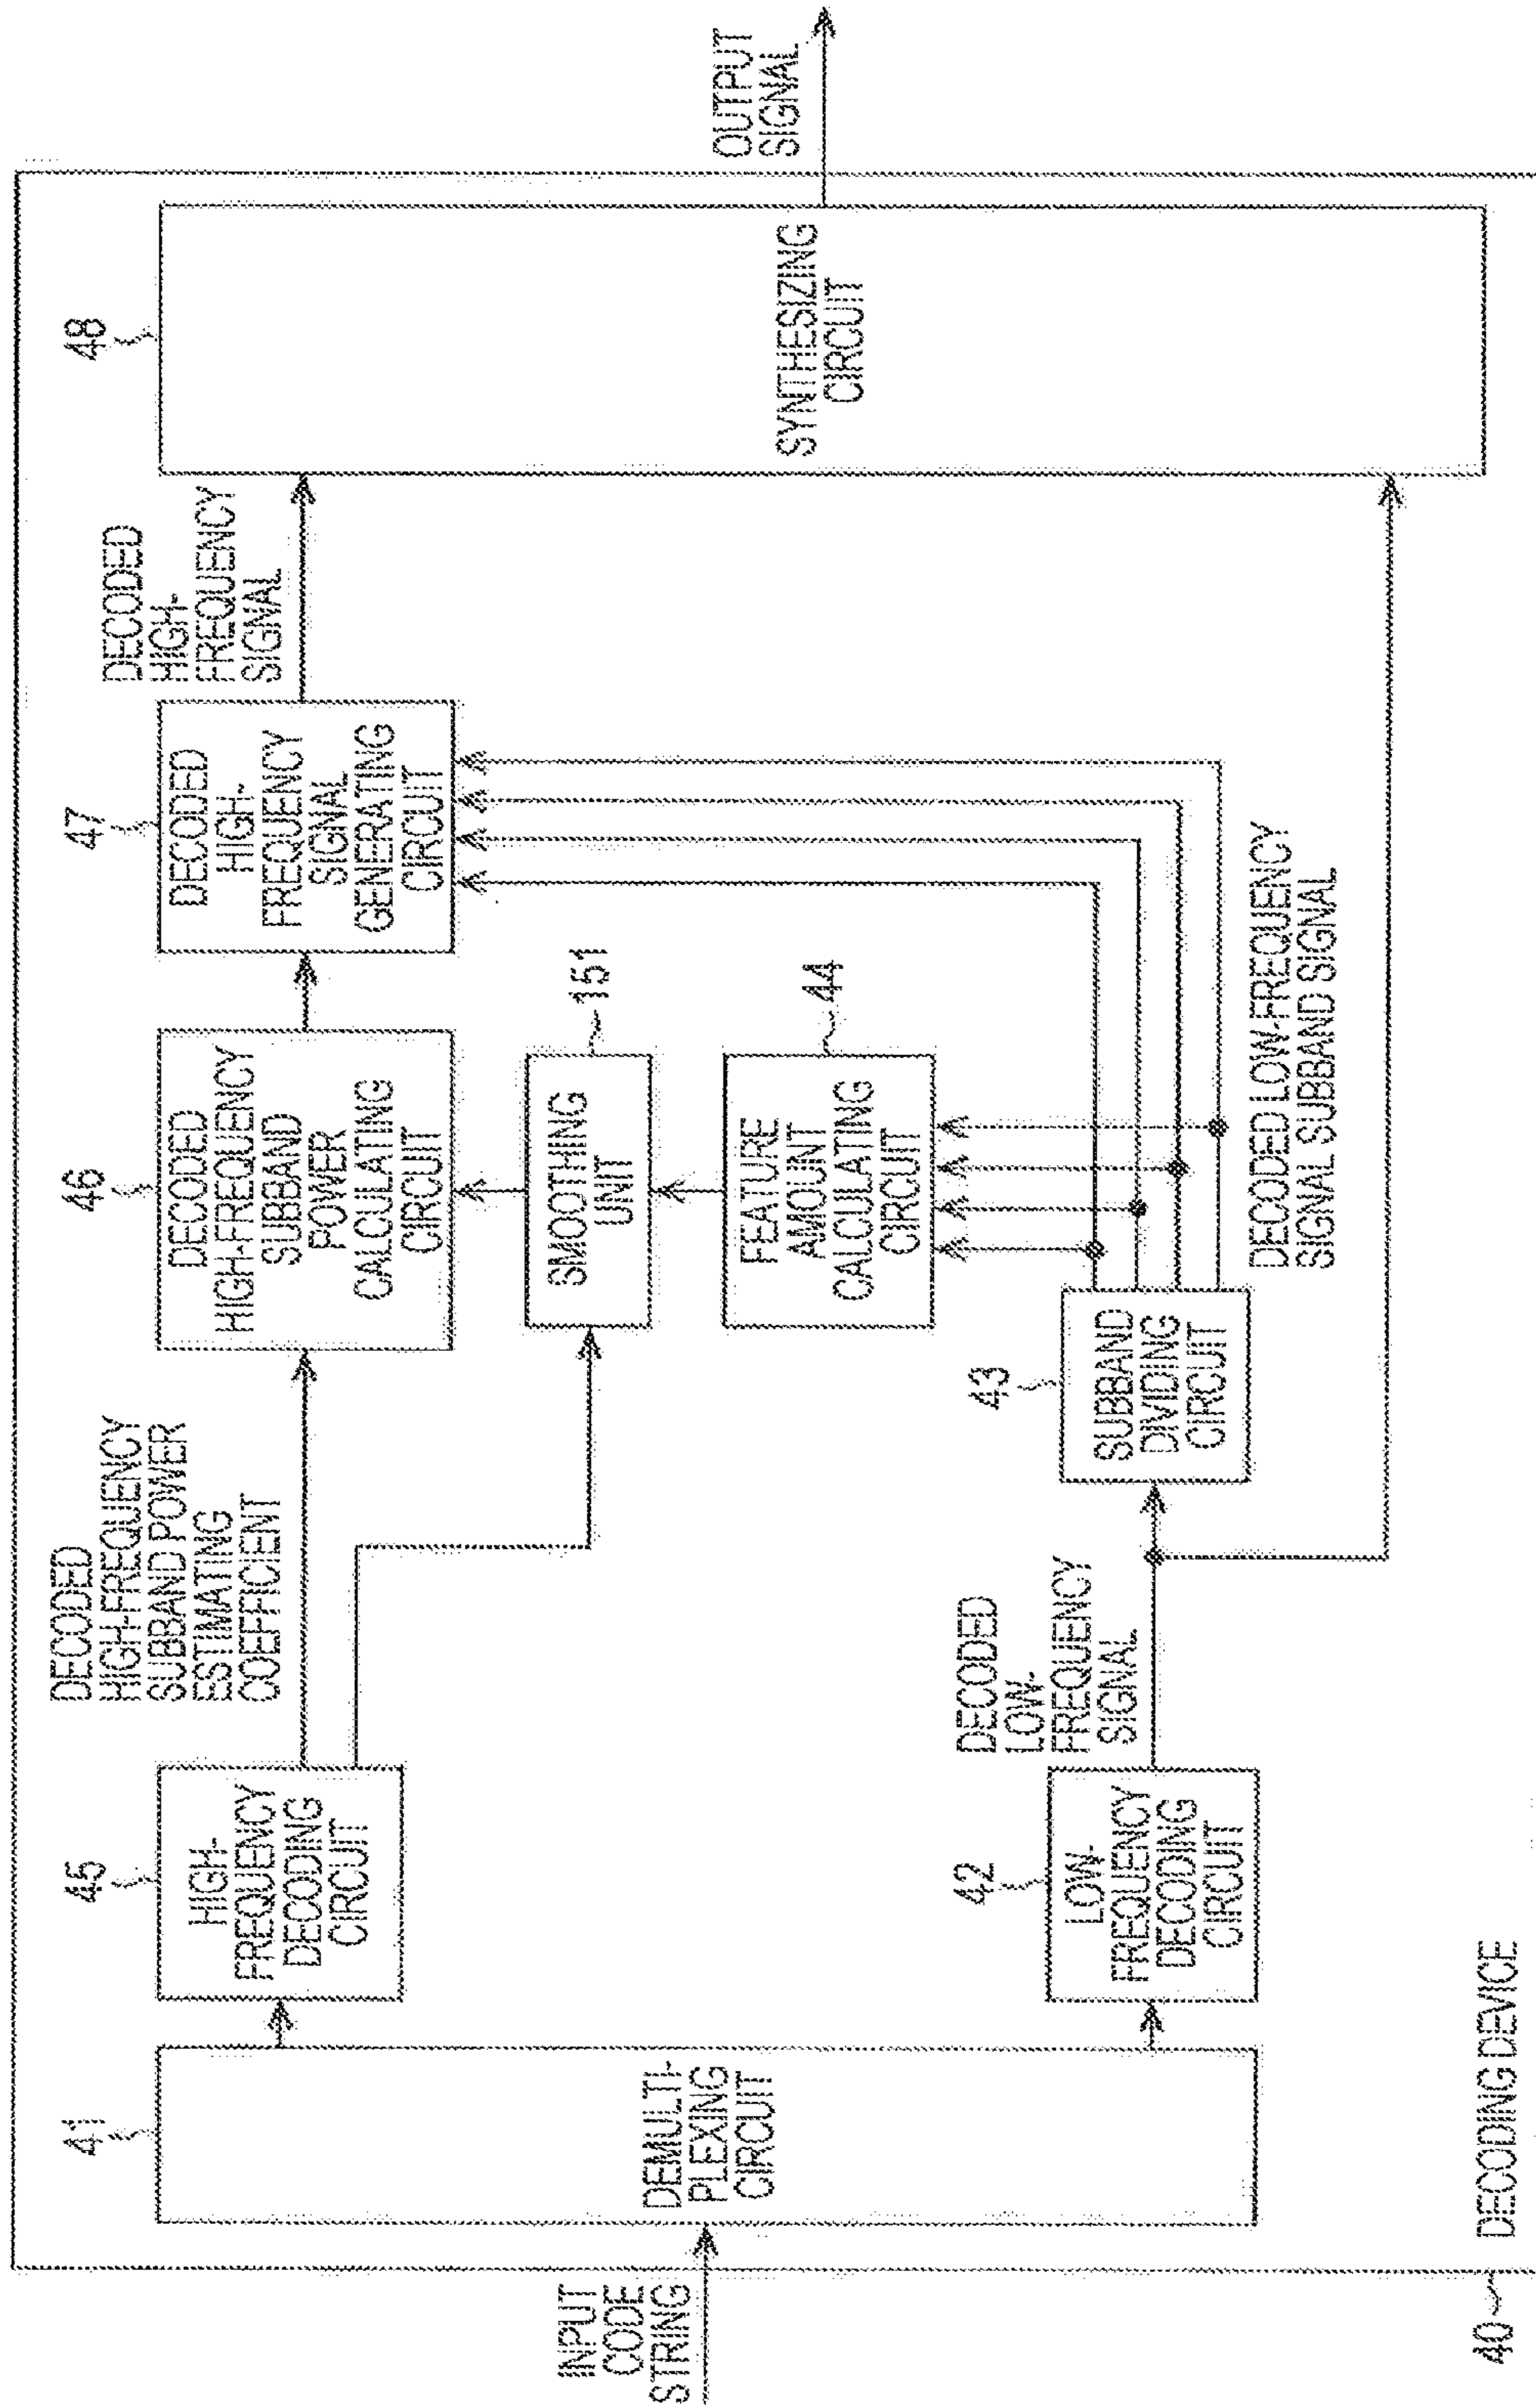 INPUT
CODE
STRING
41
DEMULTI-
PLEXING
CIRCUIT
45
HIGH-
FREQUENCY
DECODING
CIRCUIT
42
LOW-
FREQUENCY
DECODING
CIRCUIT
DECODED
HIGH-FREQUENCY
SUBBAND POWER
ESTIMATING
COEFFICIENT
DECODED
LOW-
FREQUENCY
SIGNAL
43
SUBBAND
DIVIDING
CIRCUIT
46
DECODED
HIGH-FREQUENCY
SUBBAND
POWER
CALCULATING
CIRCUIT
151
SMOOTHING
UNIT
44
FEATURE
AMOUNT
CALCULATING
CIRCUIT
DECODED LOW-FREQUENCY
SIGNAL SUBBAND SIGNAL
47
DECODED
HIGH-
FREQUENCY
SIGNAL
GENERATING
CIRCUIT
DECODED
HIGH-
FREQUENCY
SIGNAL
48
SYNTHESIZING
CIRCUIT
OUTPUT
SIGNAL
40
DECODING DEVICE